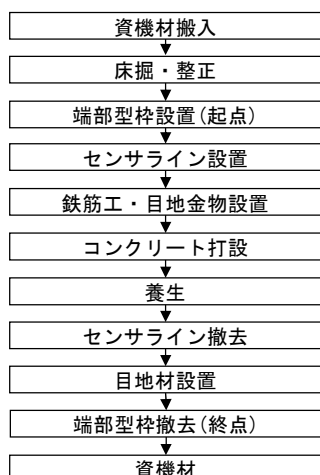 資機材搬入
床掘・整正
端部型枠設置(起点)
センサライン設置
鉄筋工・目地金物設置
コンクリート打設
養生
センサライン撤去
目地材設置
端部型枠撤去(終点)
資機材